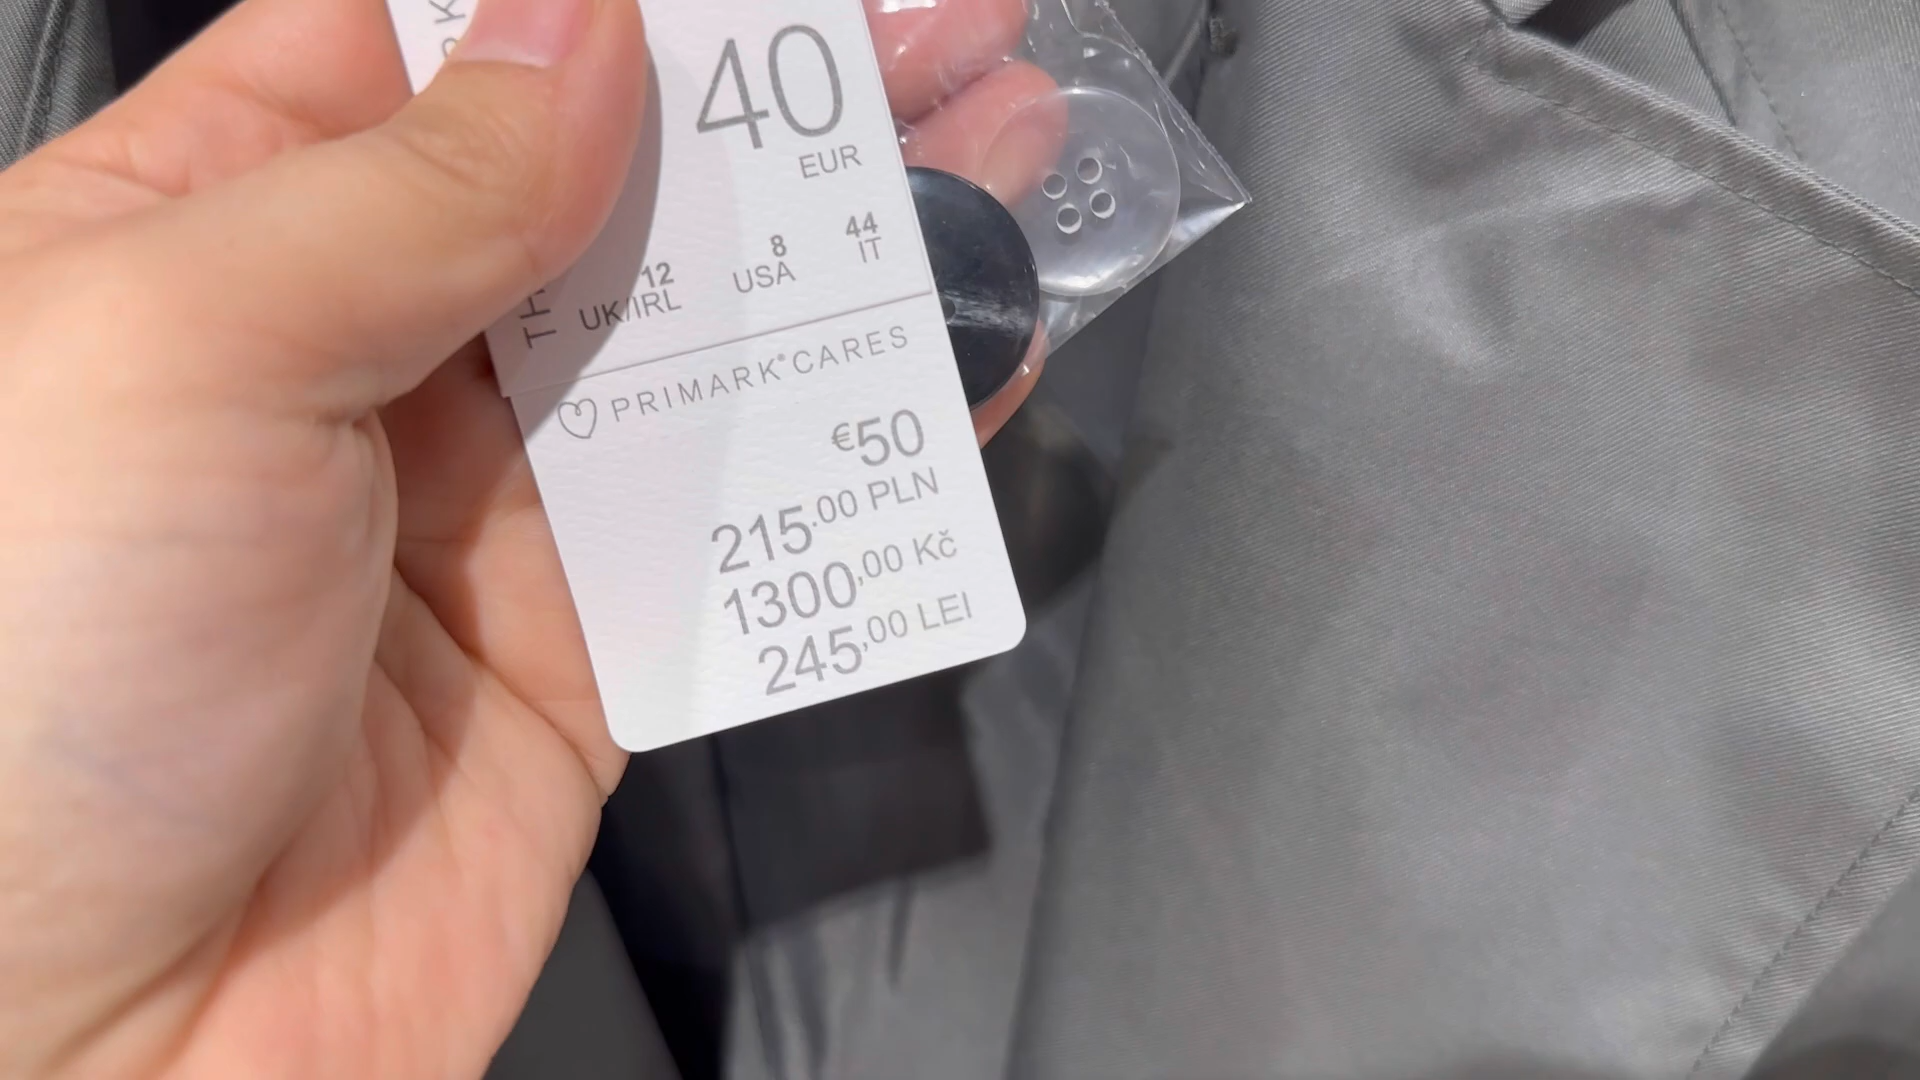 40
EUR
12 8 44
UK/IRL USA IT
PRIMARK® CARES
€50
215.00 PLN
1300,00 Kč
245,00 LEI